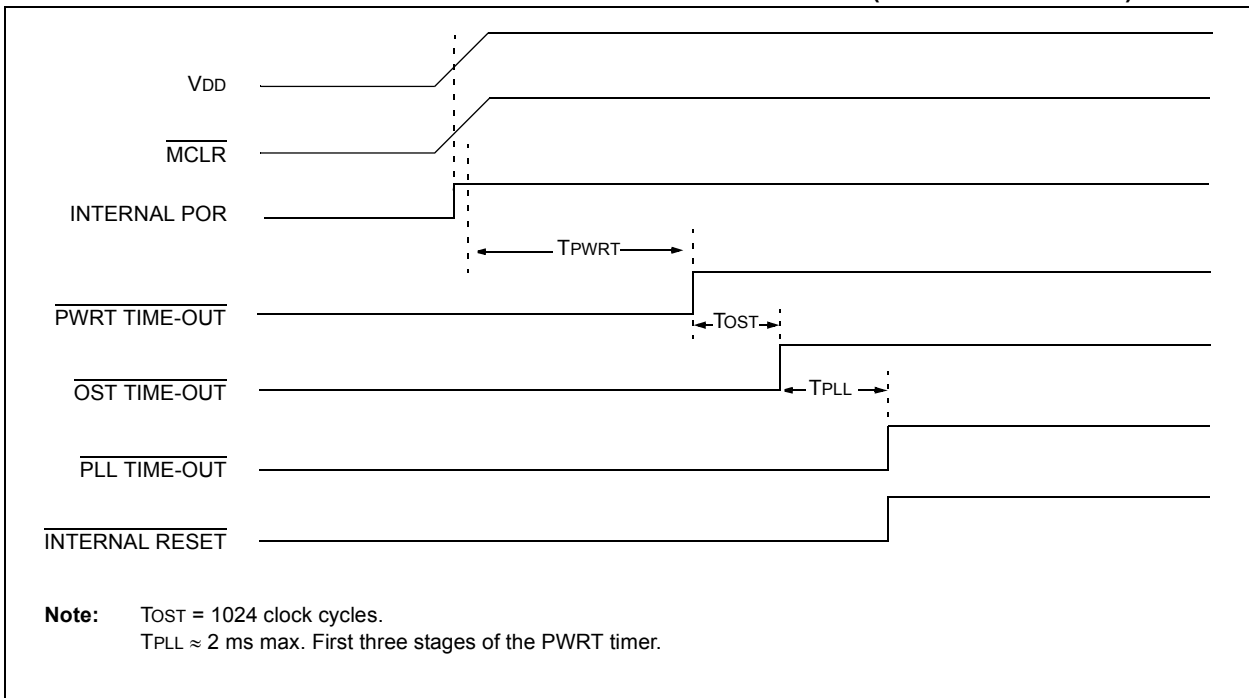 VDD
MCLR
INTERNAL POR
TPWRT
PWRT TIME-OUT
TOST
OST TIME-OUT
TPLL
PLL TIME-OUT
INTERNAL RESET
Note: TOST = 1024 clock cycles.
TPLL ≈ 2 ms max. First three stages of the PWRT timer.